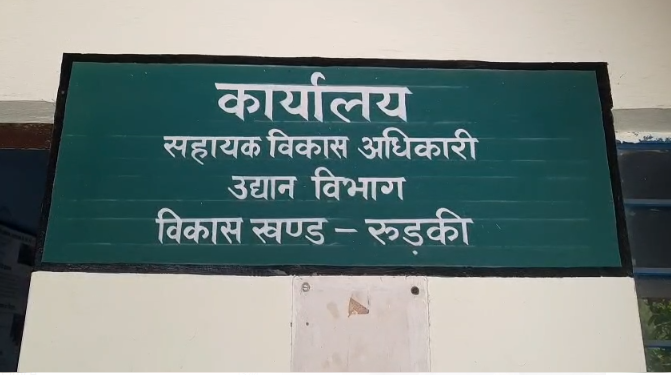 कार्यालय
सहायक विकास अधिकारी
उद्यान विभाग
विकास खण्ड - रुड़की